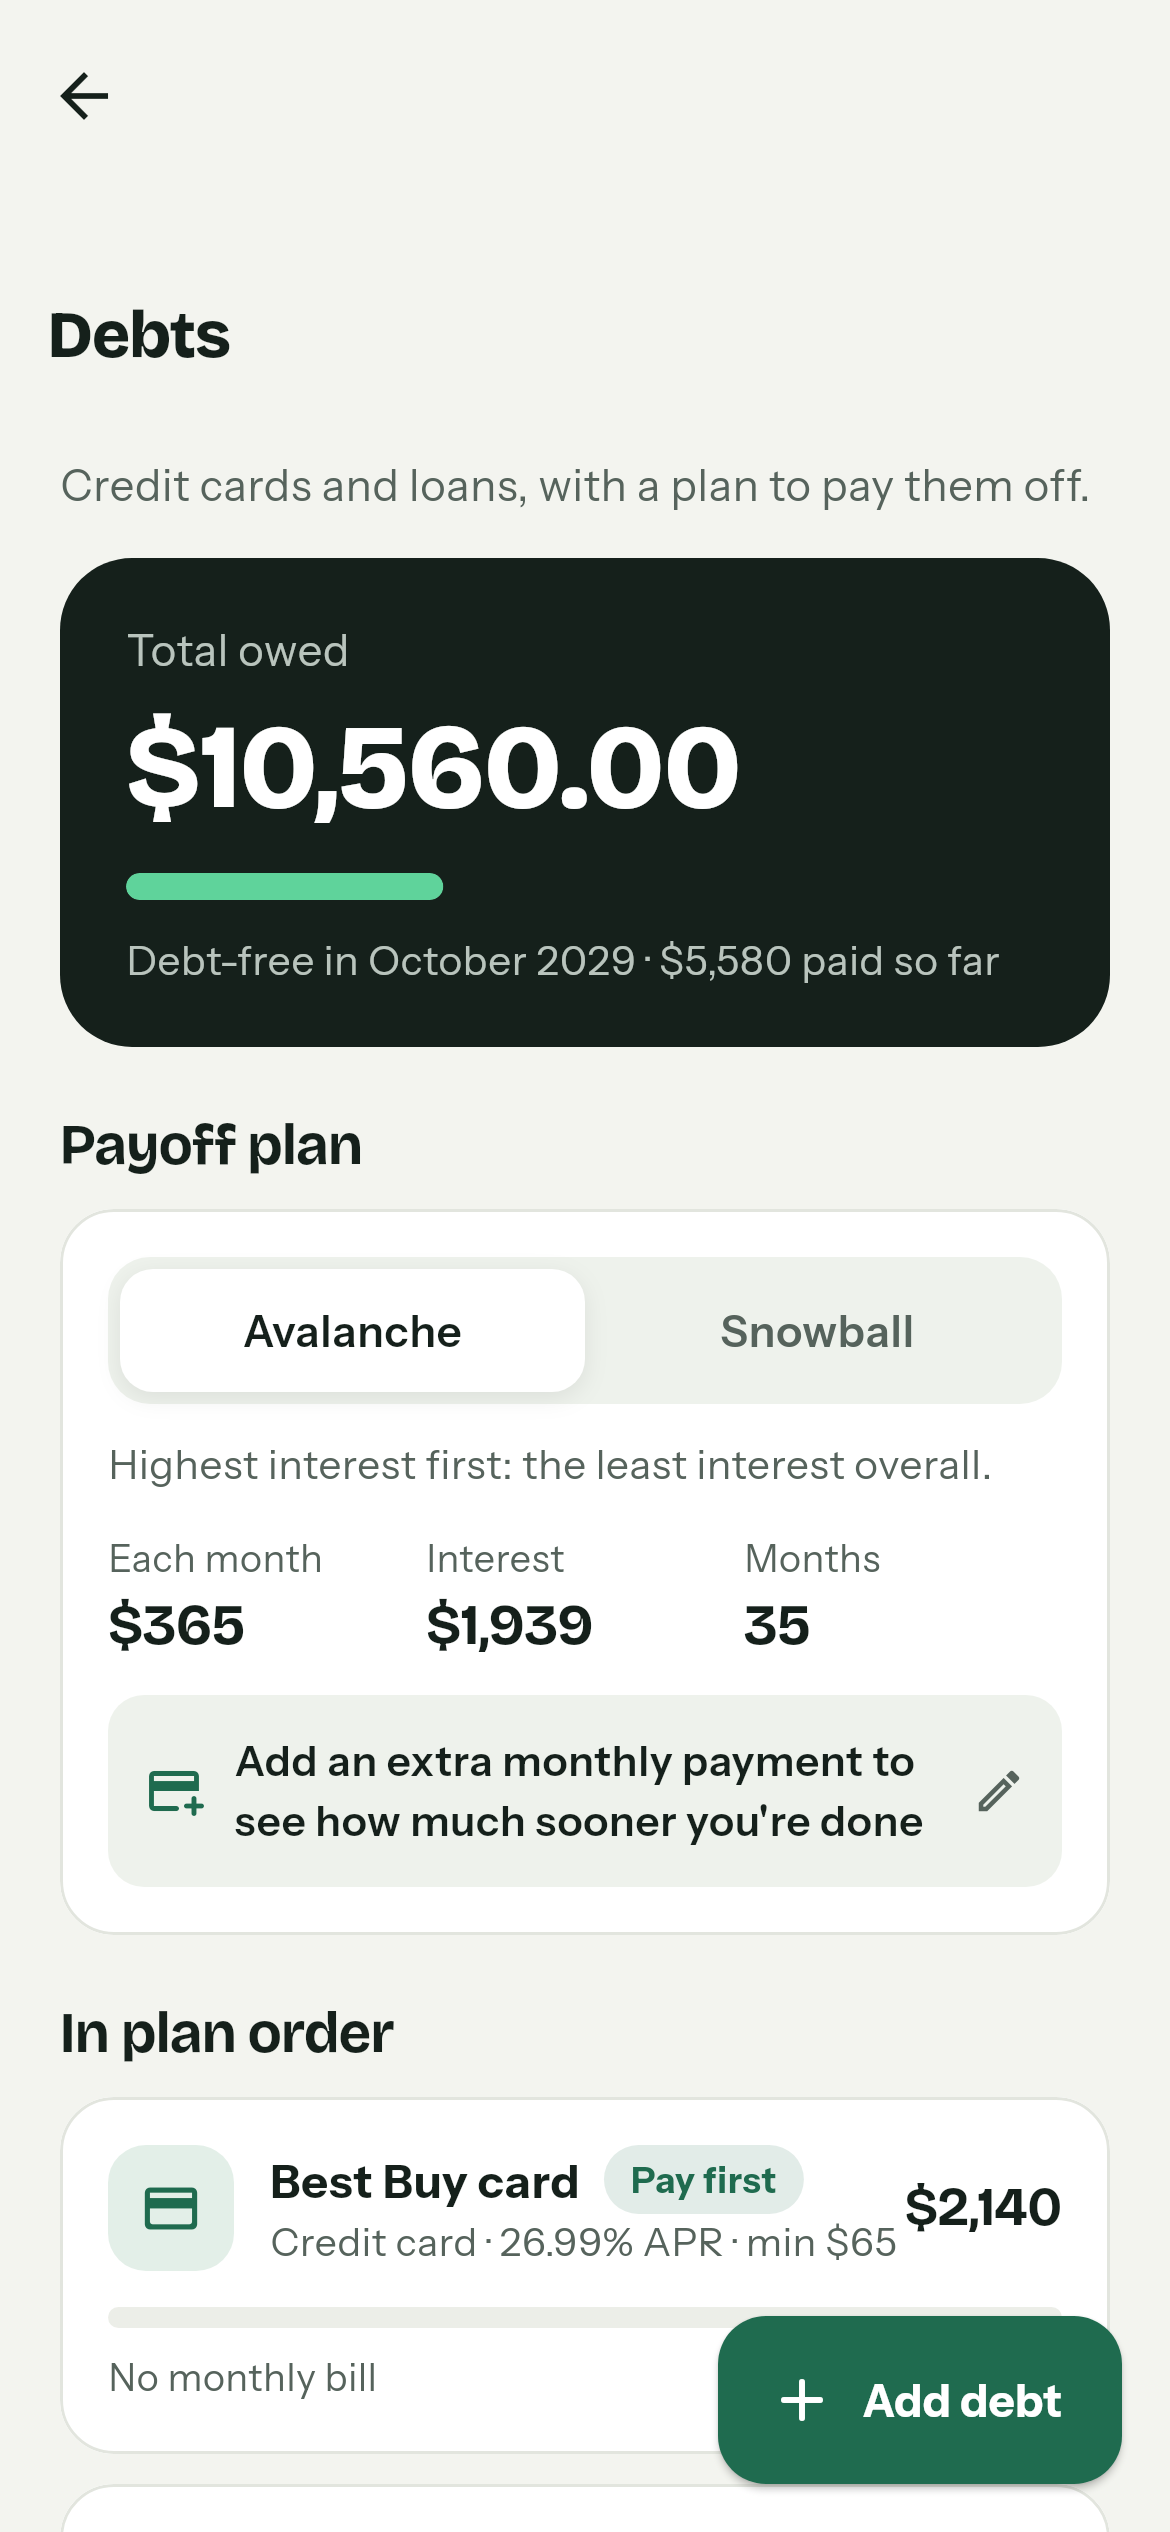 Debts
Credit cards and loans, with a plan to pay them off.
Total owed
$10,560.00
Debt-free in October 2029 · $5,580 paid so far
Payoff plan
Avalanche
Snowball
Highest interest first: the least interest overall.
Each month
Interest
Months
$365
$1,939
35
Add an extra monthly payment to
see how much sooner you're done
In plan order
Best Buy card
Pay first
$2,140
Credit card · 26.99% APR · min $65
No monthly bill
Add debt